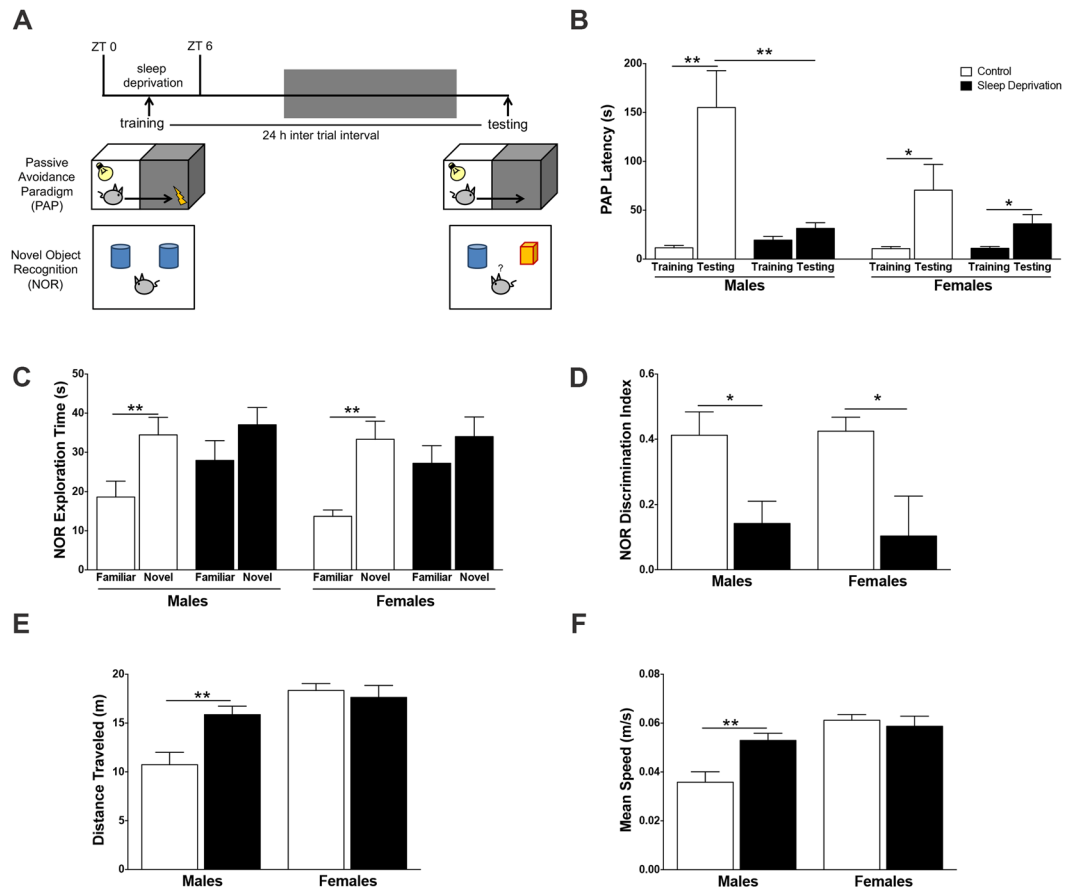 A
ZT 0
ZT 6
sleep
deprivation
training
24 h inter trial interval
testing
Passive
Avoidance
Paradigm
(PAP)
Novel Object
Recognition
(NOR)
?
B
PAP Latency (s)
200
150
100
50
0
**
**
*
*
Control
Sleep Deprivation
Training Testing Training Testing Training Testing Training Testing
Males Females
C
NOR Exploration Time (s)
50
40
30
20
10
0
**
**
Familiar Novel Familiar Novel Familiar Novel Familiar Novel
Males Females
D
NOR Discrimination Index
0.6
0.4
0.2
0.0
*
*
Males Females
E
Distance Traveled (m)
20
15
10
5
0
**
Males Females
F
Mean Speed (m/s)
0.08
0.06
0.04
0.02
0.00
**
Males Females